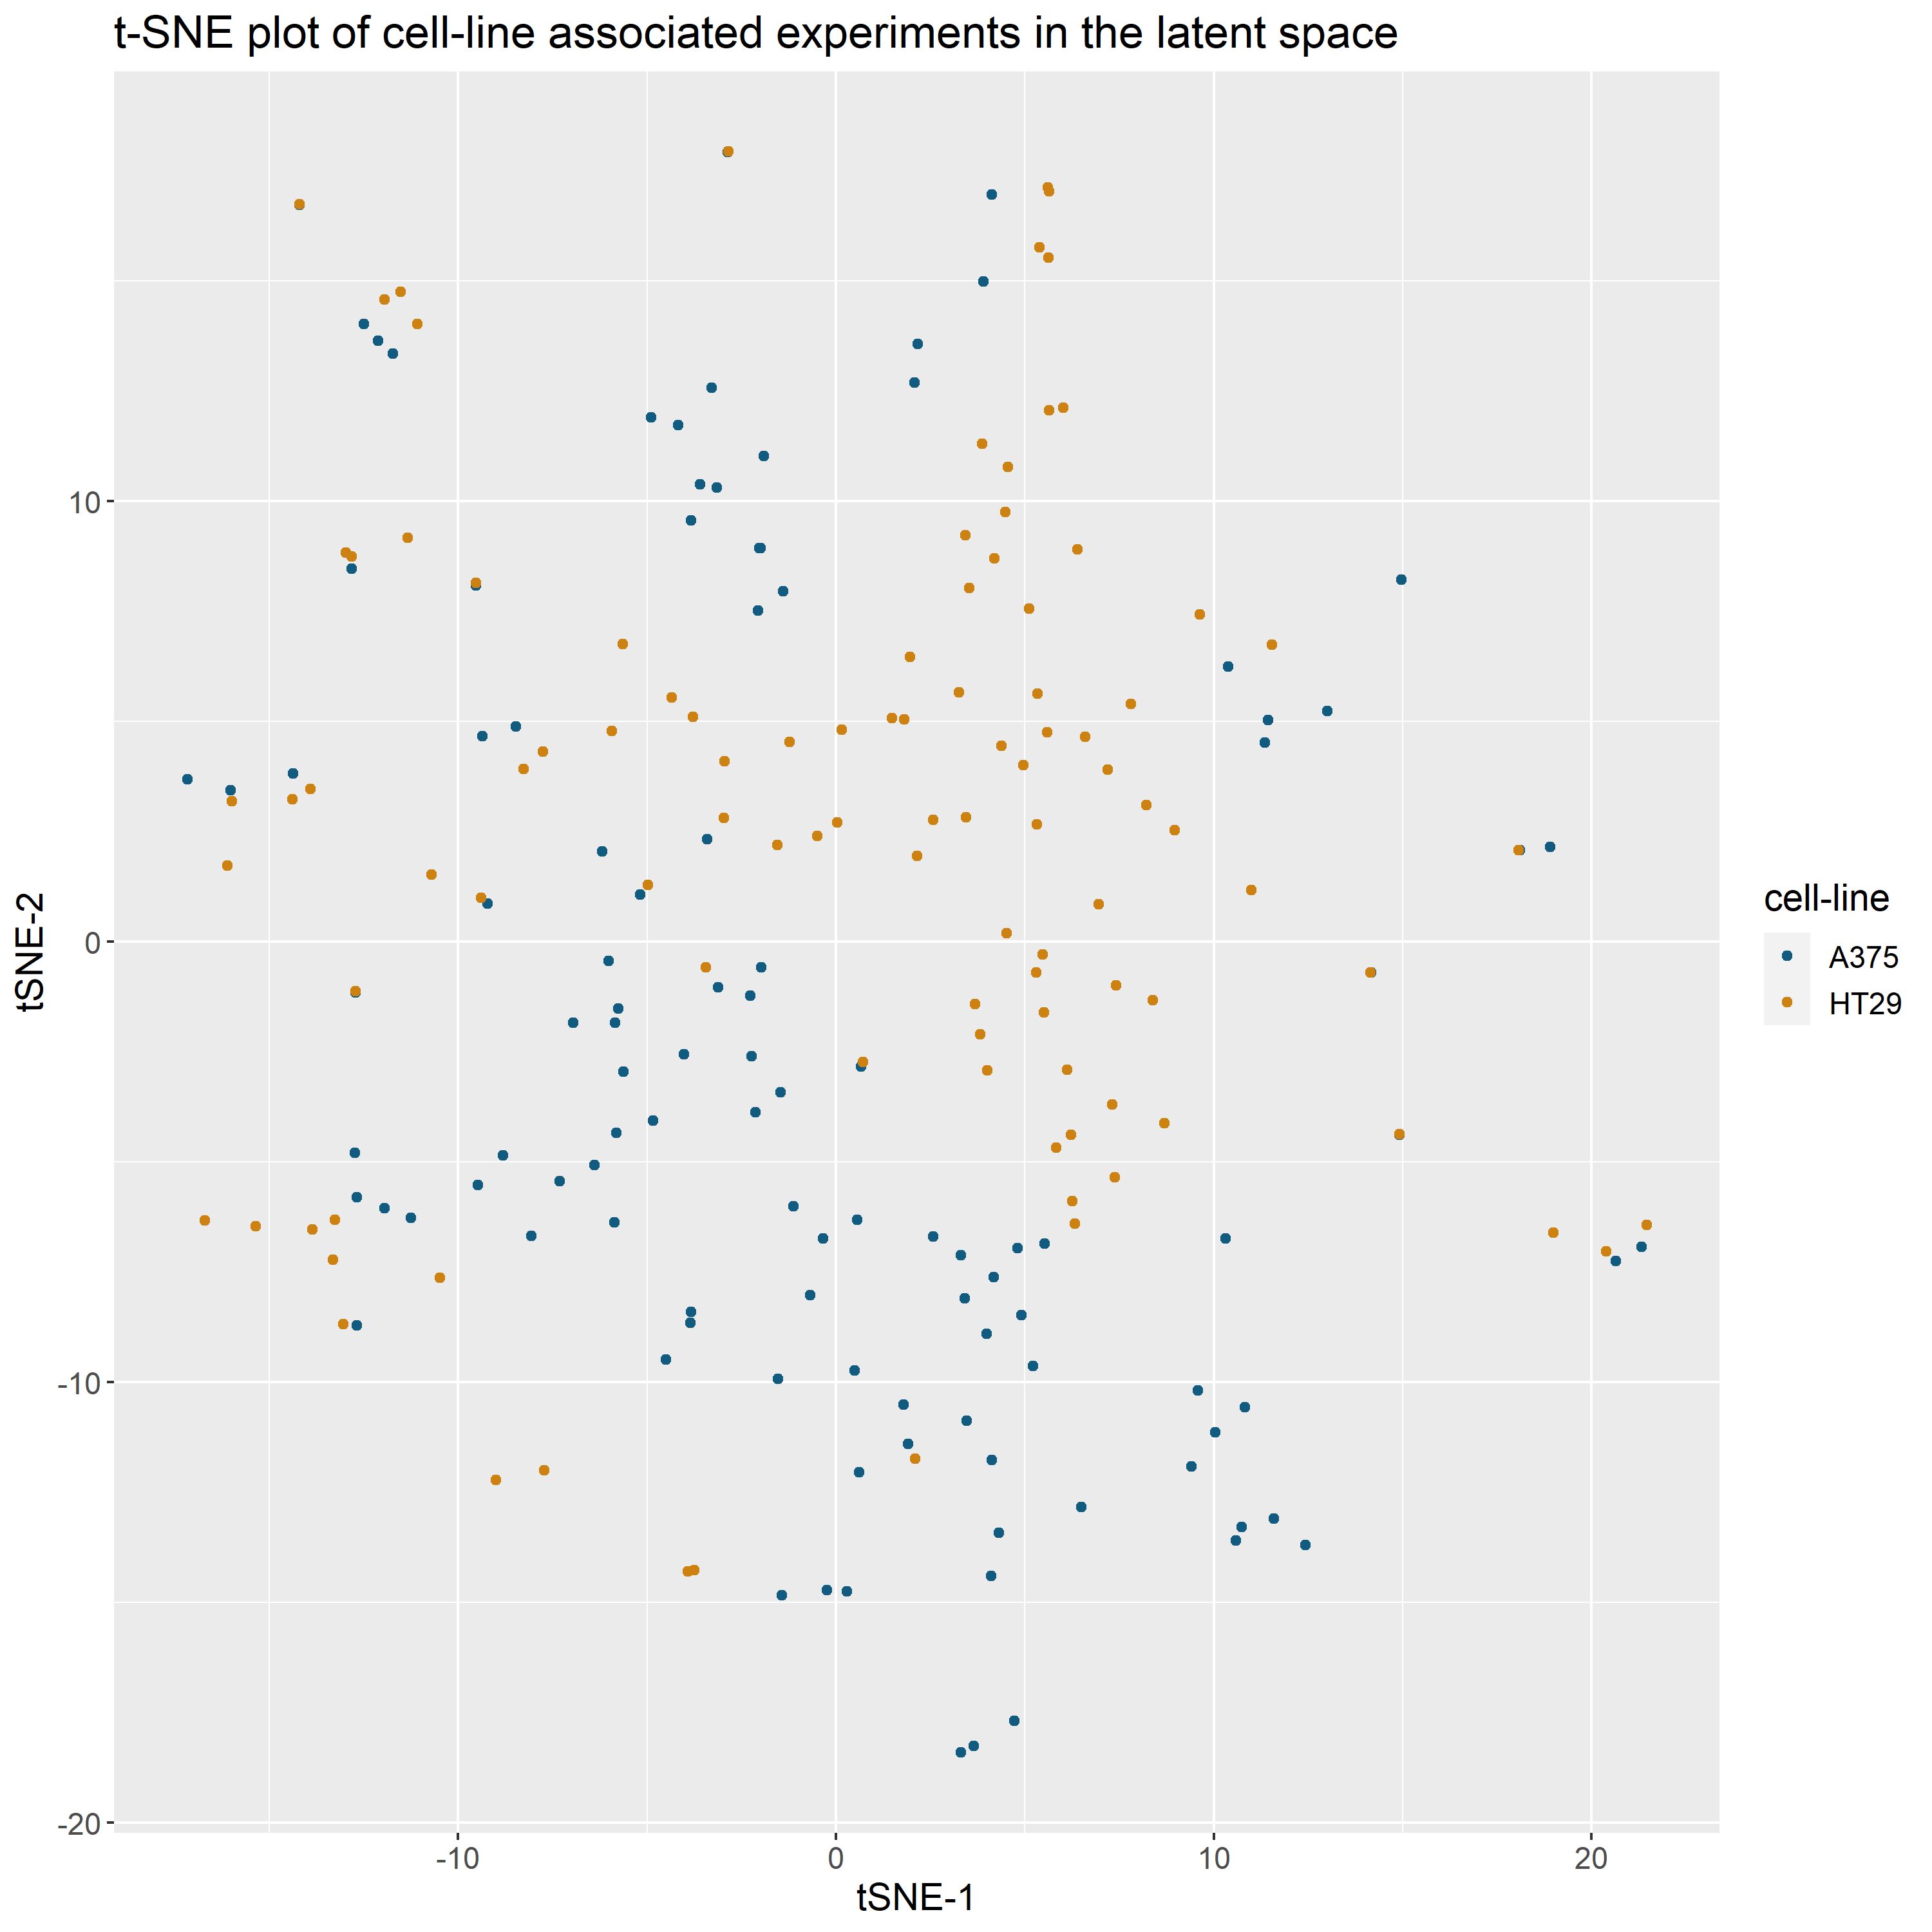 t-SNE plot of cell-line associated experiments in the latent space
tSNE-2
10
0
-10
-20
-10
0
10
20
tSNE-1
cell-line
A375
HT29